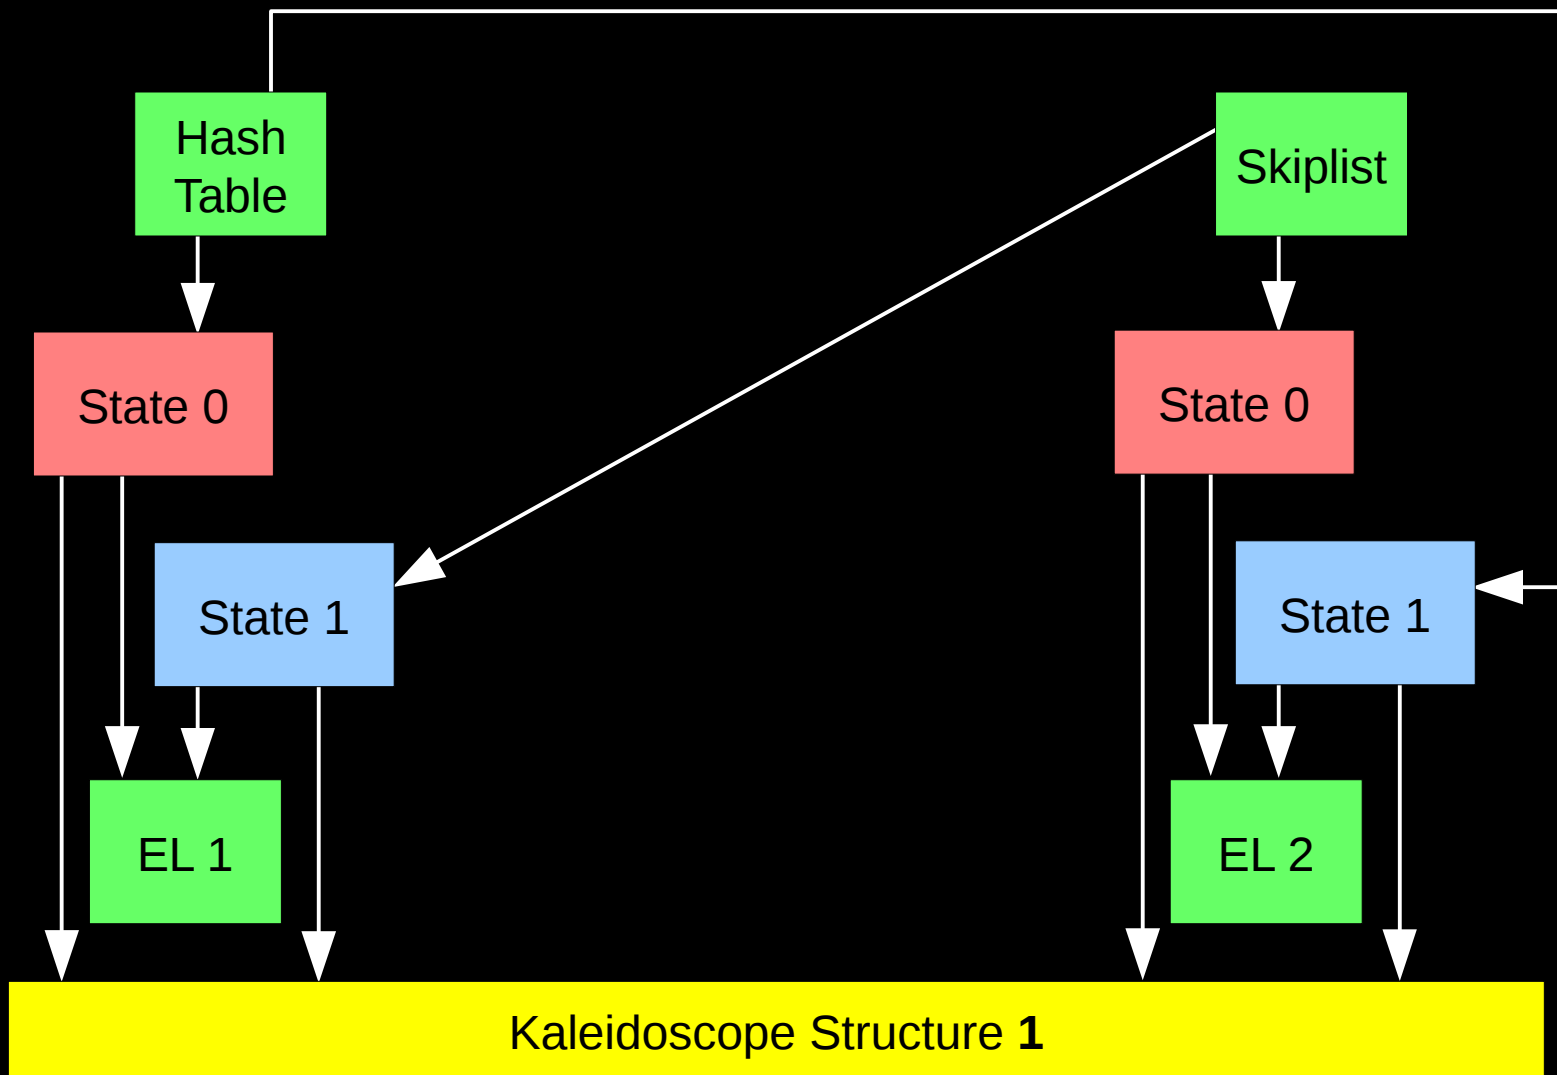 Hash
Table
Skiplist
State 0
State 0
State 1
State 1
EL 1
EL 2
Kaleidoscope Structure 1